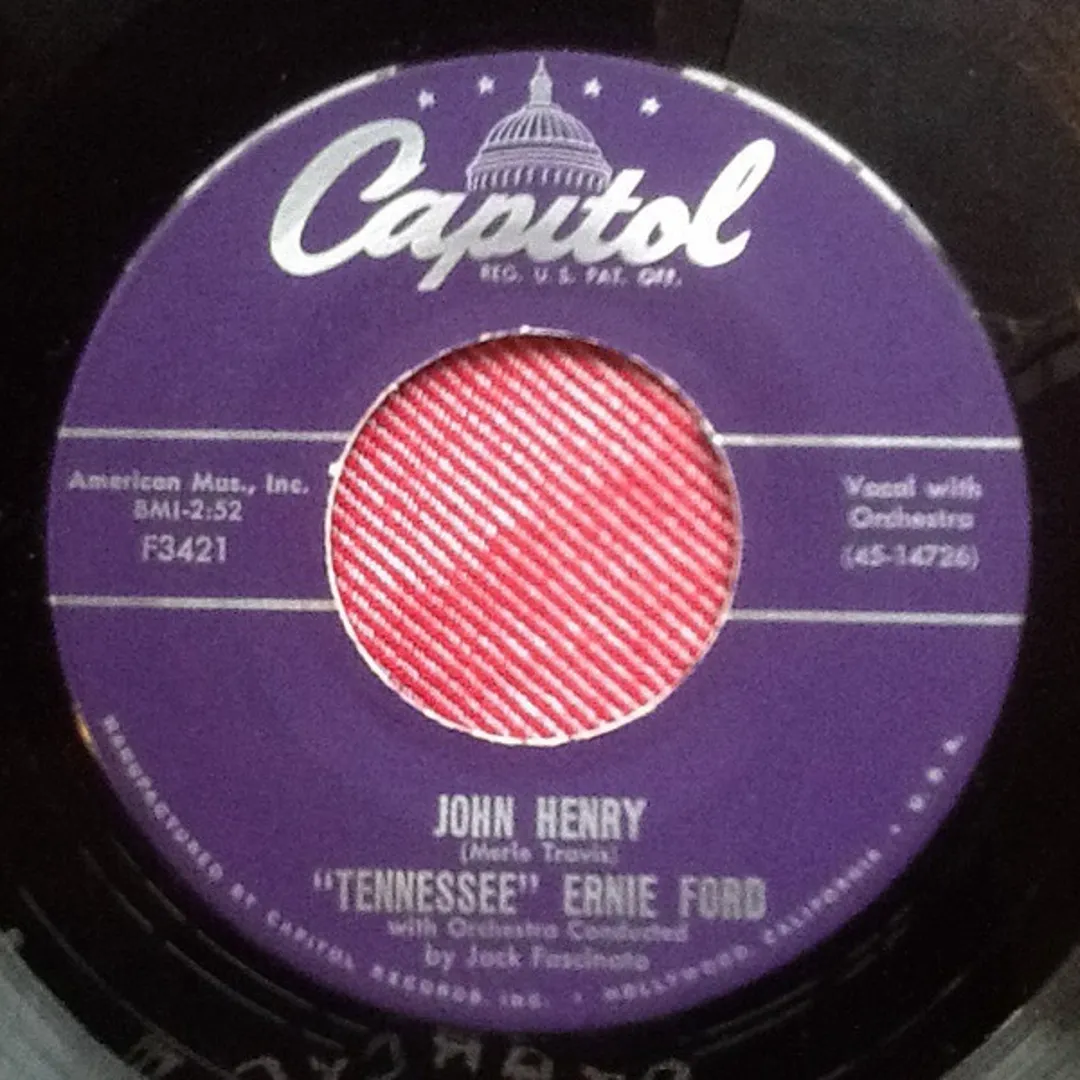 Capitol
REG. U. S. PAT. OFF.
American Mus., Inc.
BMI-2:52
F3421
Vocal with
Orchestra
(45-14726)
JOHN HENRY
(Merle Travis)
"TENNESSEE" ERNIE FORD
with Orchestra Conducted
by Jack Fascinato
MANUFACTURED BY CAPITOL RECORDS, INC. • HOLLYWOOD, CALIFORNIA • U. S. A.